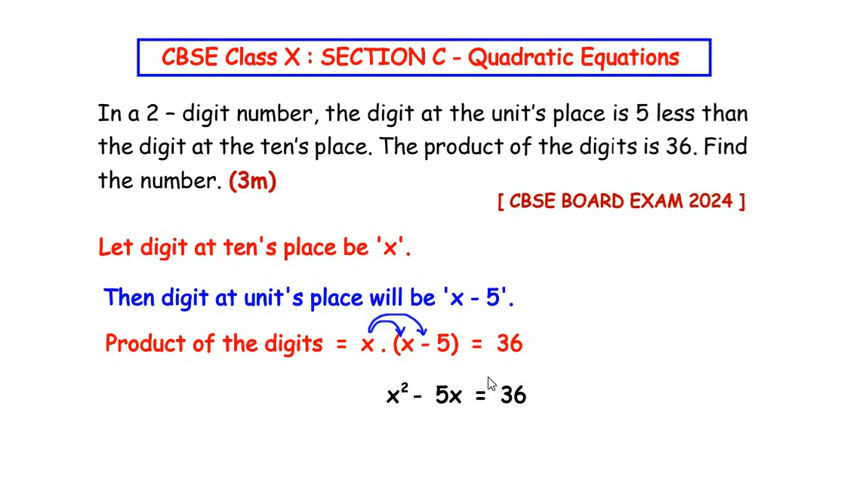 CBSE Class X : SECTION C - Quadratic Equations
In a 2 – digit number, the digit at the unit's place is 5 less than
the digit at the ten's place. The product of the digits is 36. Find
the number. (3m)
[ CBSE BOARD EXAM 2024 ]
Let digit at ten's place be 'x'.
Then digit at unit's place will be 'x - 5'.
Product of the digits = x . (x - 5) = 36
x² - 5x = 36